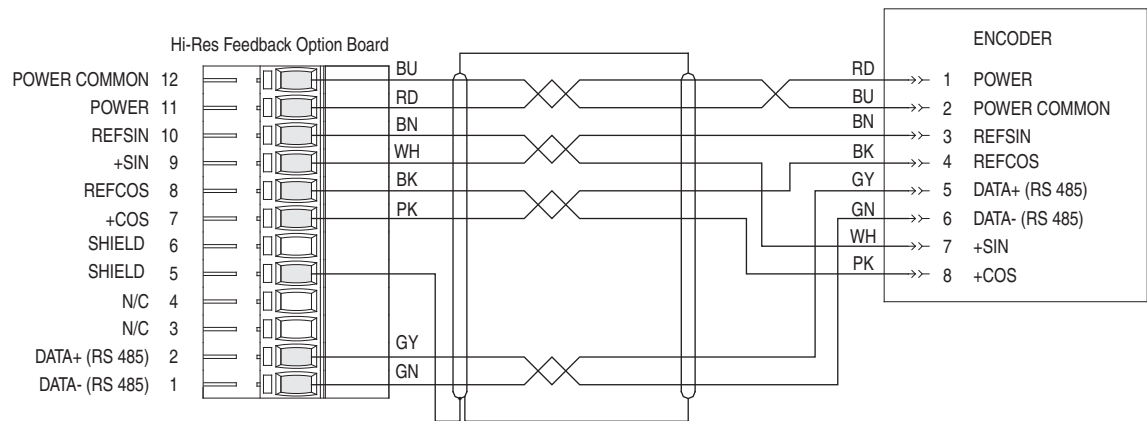 Hi-Res Feedback Option Board
ENCODER
POWER COMMON 12 BU RD 1 POWER
POWER 11 RD BU 2 POWER COMMON
REFSIN 10 BN BN 3 REFSIN
+SIN 9 WH BK 4 REFCOS
REFCOS 8 BK GY 5 DATA+ (RS 485)
+COS 7 PK GN 6 DATA- (RS 485)
SHIELD 6 WH 7 +SIN
SHIELD 5 PK 8 +COS
N/C 4
N/C 3
DATA+ (RS 485) 2 GY
DATA- (RS 485) 1 GN